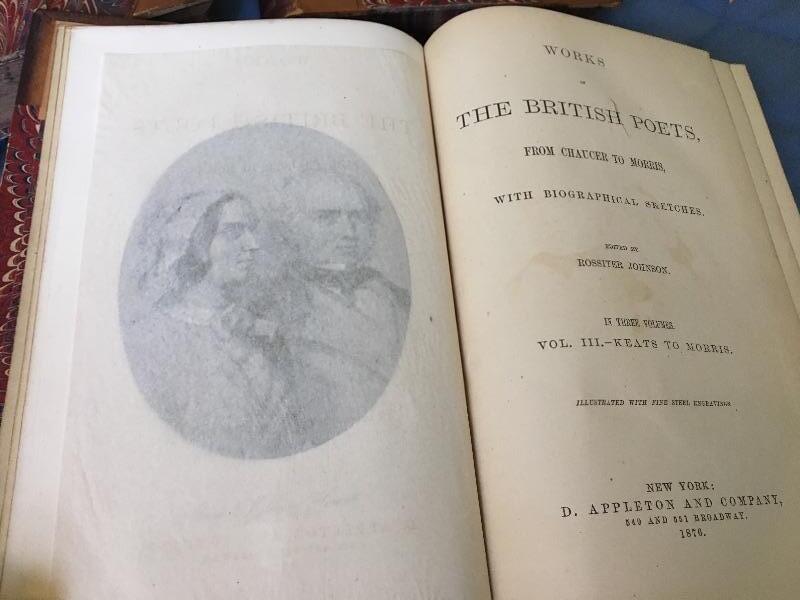 WORKS
OF
THE BRITISH POETS,
FROM CHAUCER TO MORRIS,
WITH BIOGRAPHICAL SKETCHES.
EDITED BY
ROSSITER JOHNSON.
IN THREE VOLUMES.
VOL. III.—KEATS TO MORRIS.
ILLUSTRATED WITH FINE STEEL ENGRAVINGS.
NEW YORK:
D. APPLETON AND COMPANY,
549 AND 551 BROADWAY.
1876.